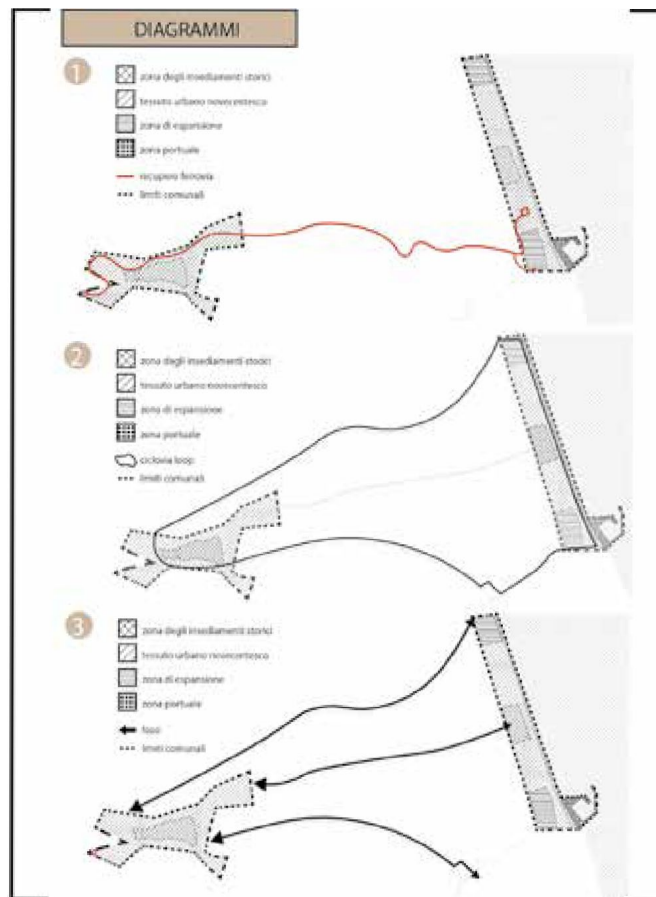 DIAGRAMMI
1
zona degli insediamenti storici
tessuto urbano novecentesco
zona di espansione
zona portuale
recupero ferrovia
limiti comunali
2
zona degli insediamenti storici
tessuto urbano novecentesco
zona di espansione
zona portuale
ciclovia loop
limiti comunali
3
zona degli insediamenti storici
tessuto urbano novecentesco
zona di espansione
zona portuale
limiti comunali